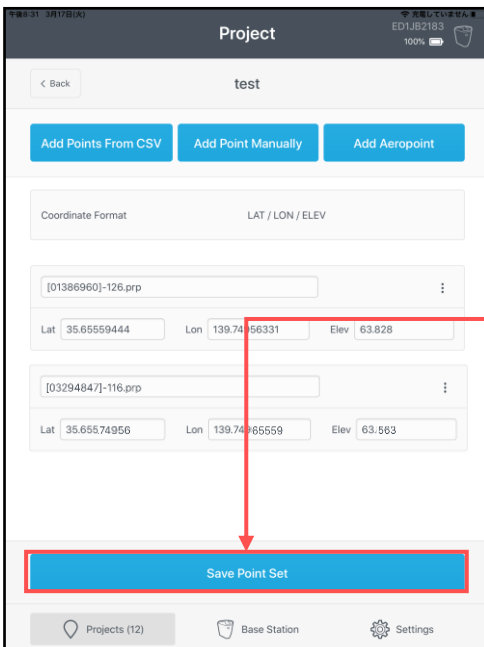 午後8:31 3月17日(火)
充電していません
Project
ED1JB2183
100%
< Back
test
Add Points From CSV
Add Point Manually
Add Aeropoint
Coordinate Format
LAT / LON / ELEV
[01386960]-126.prp
Lat 35.65559444 Lon 139.74956331 Elev 63.828
[03294847]-116.prp
Lat 35.655,74956 Lon 139.74965559 Elev 63.563
Save Point Set
Projects (12)
Base Station
Settings